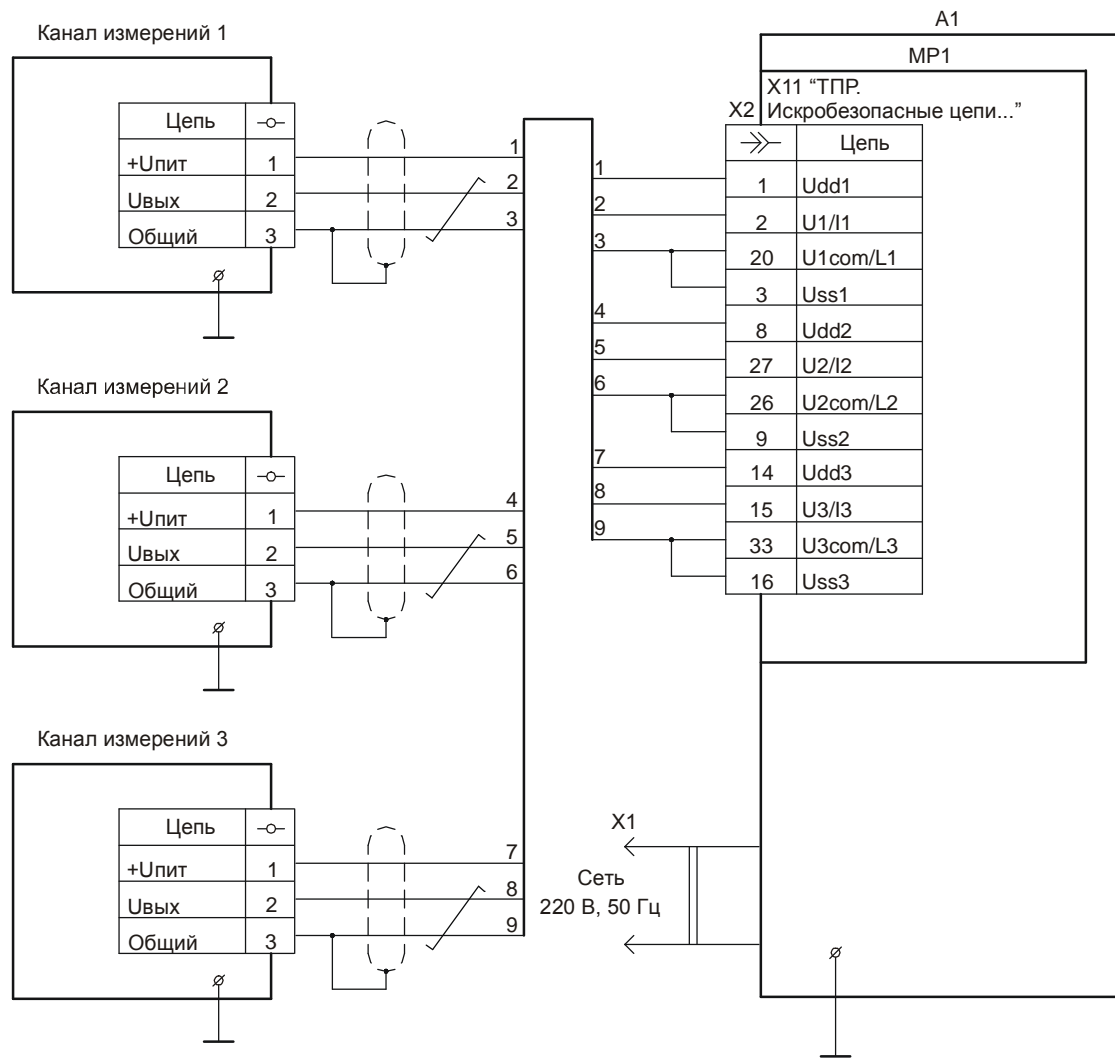 Канал измерений 1
Цепь
+Uпит 1
Uвых 2
Общий 3
1
2
3
Канал измерений 2
Цепь
+Uпит 1
Uвых 2
Общий 3
4
5
6
Канал измерений 3
Цепь
+Uпит 1
Uвых 2
Общий 3
7
8
9
1
2
3
4
5
6
7
8
9
A1
MP1
X11 “ТПР.
X2 Искробезопасные цепи...”
Цепь
1 Udd1
2 U1/I1
20 U1com/L1
3 Uss1
8 Udd2
27 U2/I2
26 U2com/L2
9 Uss2
14 Udd3
15 U3/I3
33 U3com/L3
16 Uss3
X1
Сеть
220 В, 50 Гц